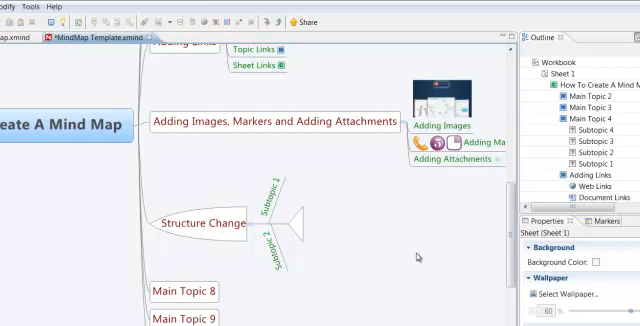 odify Tools Help
Share
ap.xmind *MindMap Template.xmind
Adding Links
Topic Links
Sheet Links
eate A Mind Map
Adding Images, Markers and Adding Attachments
Adding Images
Adding Ma
Adding Attachments
Structure Change
Subtopic 1
Subtopic 2
Main Topic 8
Main Topic 9
Outline
Workbook
Sheet 1
How To Create A Mind Ma
Main Topic 2
Main Topic 3
Main Topic 4
Subtopic 4
Subtopic 3
Subtopic 2
Subtopic 1
Adding Links
Web Links
Document Links
Properties Markers
Sheet (Sheet 1)
Background
Background Color:
Wallpaper
Select Wallpaper...
60 %